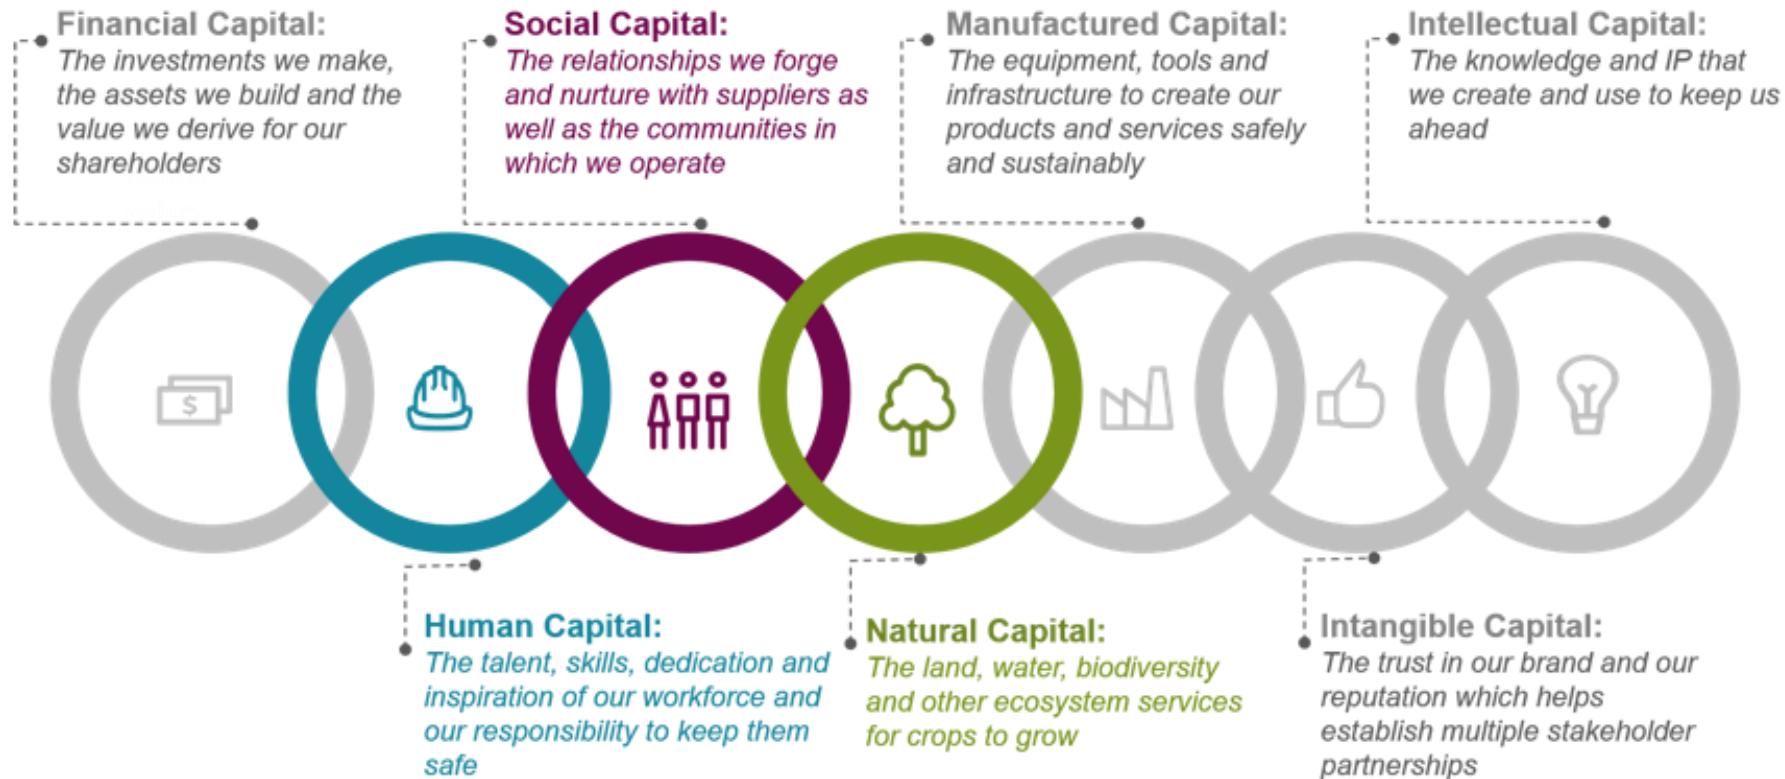 Financial Capital:
The investments we make,
the assets we build and the
value we derive for our
shareholders
Social Capital:
The relationships we forge
and nurture with suppliers as
well as the communities in
which we operate
Manufactured Capital:
The equipment, tools and
infrastructure to create our
products and services safely
and sustainably
Intellectual Capital:
The knowledge and IP that
we create and use to keep us
ahead
$
Human Capital:
The talent, skills, dedication and
inspiration of our workforce and
our responsibility to keep them
safe
Natural Capital:
The land, water, biodiversity
and other ecosystem services
for crops to grow
Intangible Capital:
The trust in our brand and our
reputation which helps
establish multiple stakeholder
partnerships